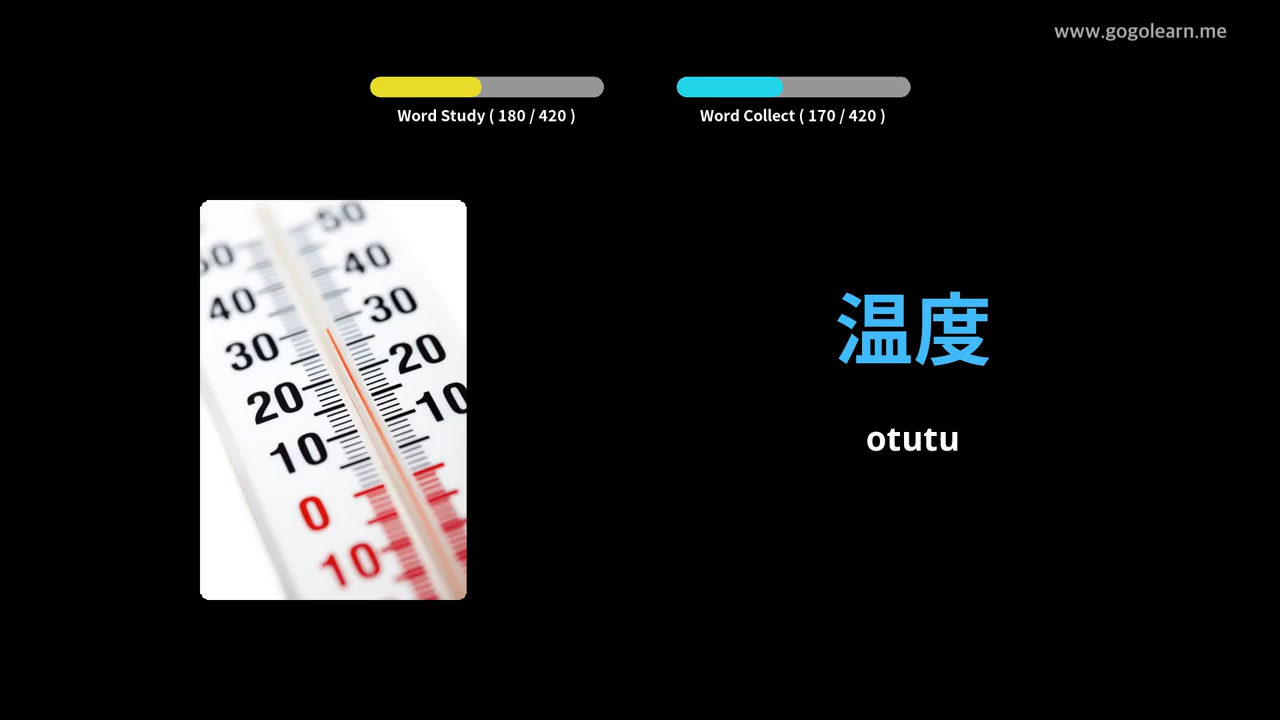 www.gogolearn.me
Word Study ( 180 / 420 )
Word Collect ( 170 / 420 )
50
50
40
40
30
30
20
20
10
10
0
10
温度
otutu